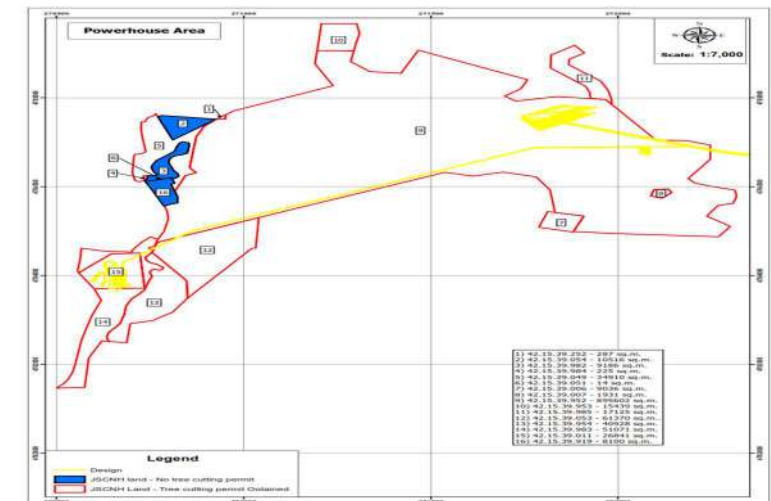 Powerhouse Area
N
Scale: 1:7,000
10
11
1
2
9
5
6
3
4
16
8
7
12
15
13
14
1) 42.15.39.252 - 287 sq.m.
2) 42.15.39.054 - 10516 sq.m.
3) 42.15.39.982 - 9186 sq.m.
4) 42.15.39.984 - 225 sq.m.
5) 42.15.39.049 - 34910 sq.m.
6) 42.15.39.051 - 14 sq.m.
7) 42.15.39.006 - 9036 sq.m.
8) 42.15.39.007 - 1931 sq.m.
9) 42.15.39.952 - 899602 sq.m.
10) 42.15.39.953 - 15439 sq.m.
11) 42.15.39.985 - 17125 sq.m.
12) 42.15.39.053 - 61370 sq.m.
13) 42.15.39.954 - 40928 sq.m.
14) 42.15.39.983 - 51071 sq.m.
15) 42.15.39.011 - 26841 sq.m.
16) 42.15.39.919 - 8100 sq.m.
Legend
Design
JSCNH land - No tree cutting permit
JSCNH Land - Tree cutting permit Obtained